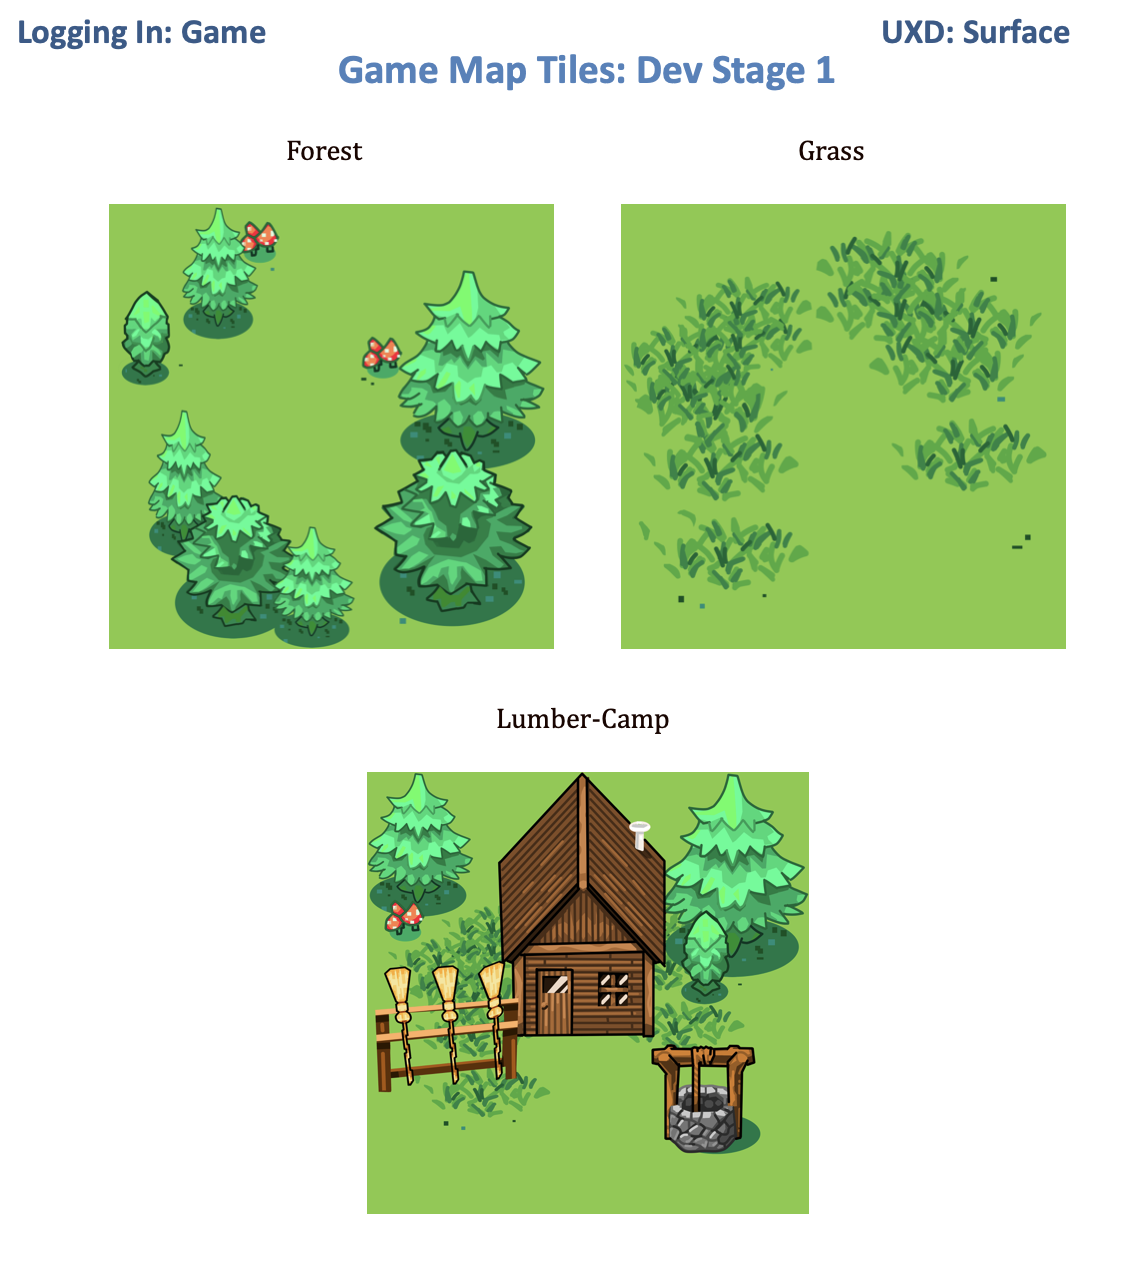 Logging In: Game
UXD: Surface
Game Map Tiles: Dev Stage 1
Forest
Grass
Lumber-Camp